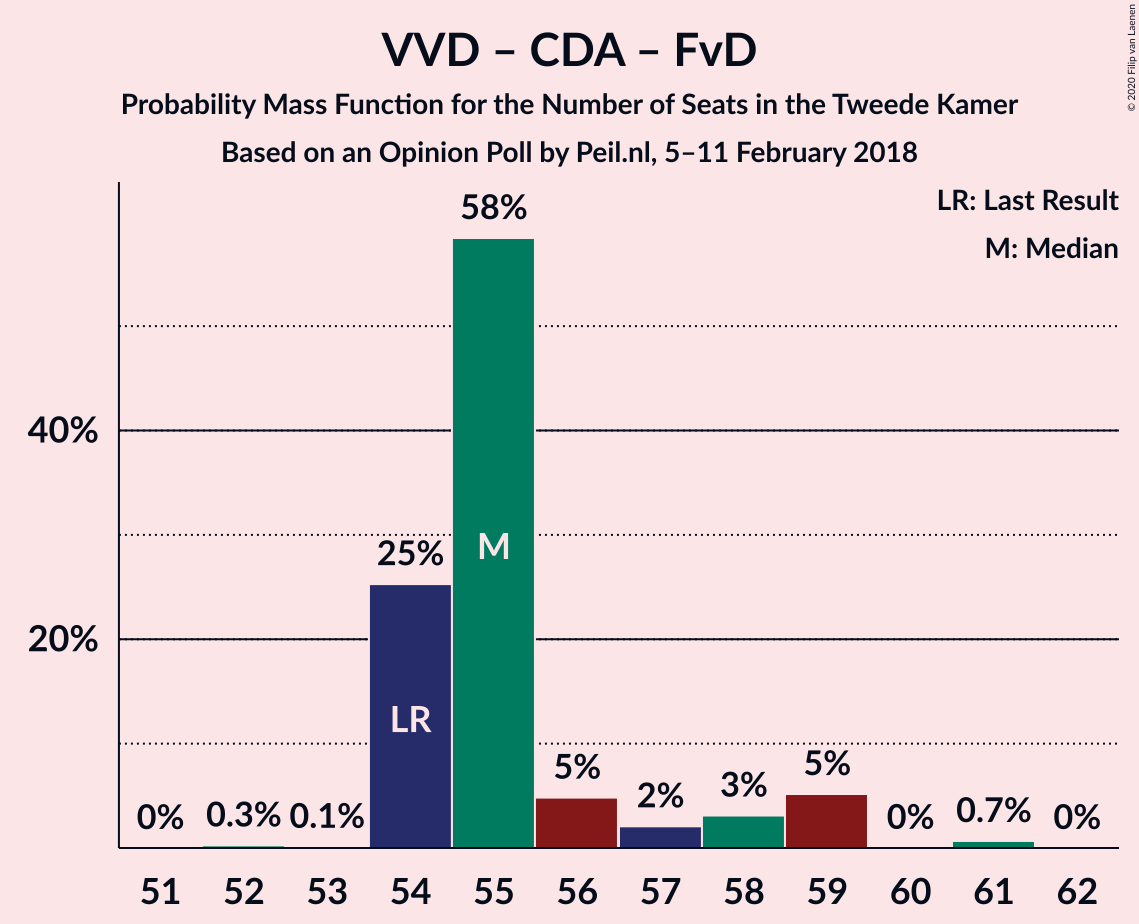 VVD – CDA – FvD
Probability Mass Function for the Number of Seats in the Tweede Kamer
Based on an Opinion Poll by Peil.nl, 5–11 February 2018
© 2020 Filip van Laenen
LR: Last Result
M: Median
58%
40%
25%
M
20%
LR
0%
0.3%
0.1%
5%
2%
3%
5%
0%
0.7%
0%
51 52 53 54 55 56 57 58 59 60 61 62